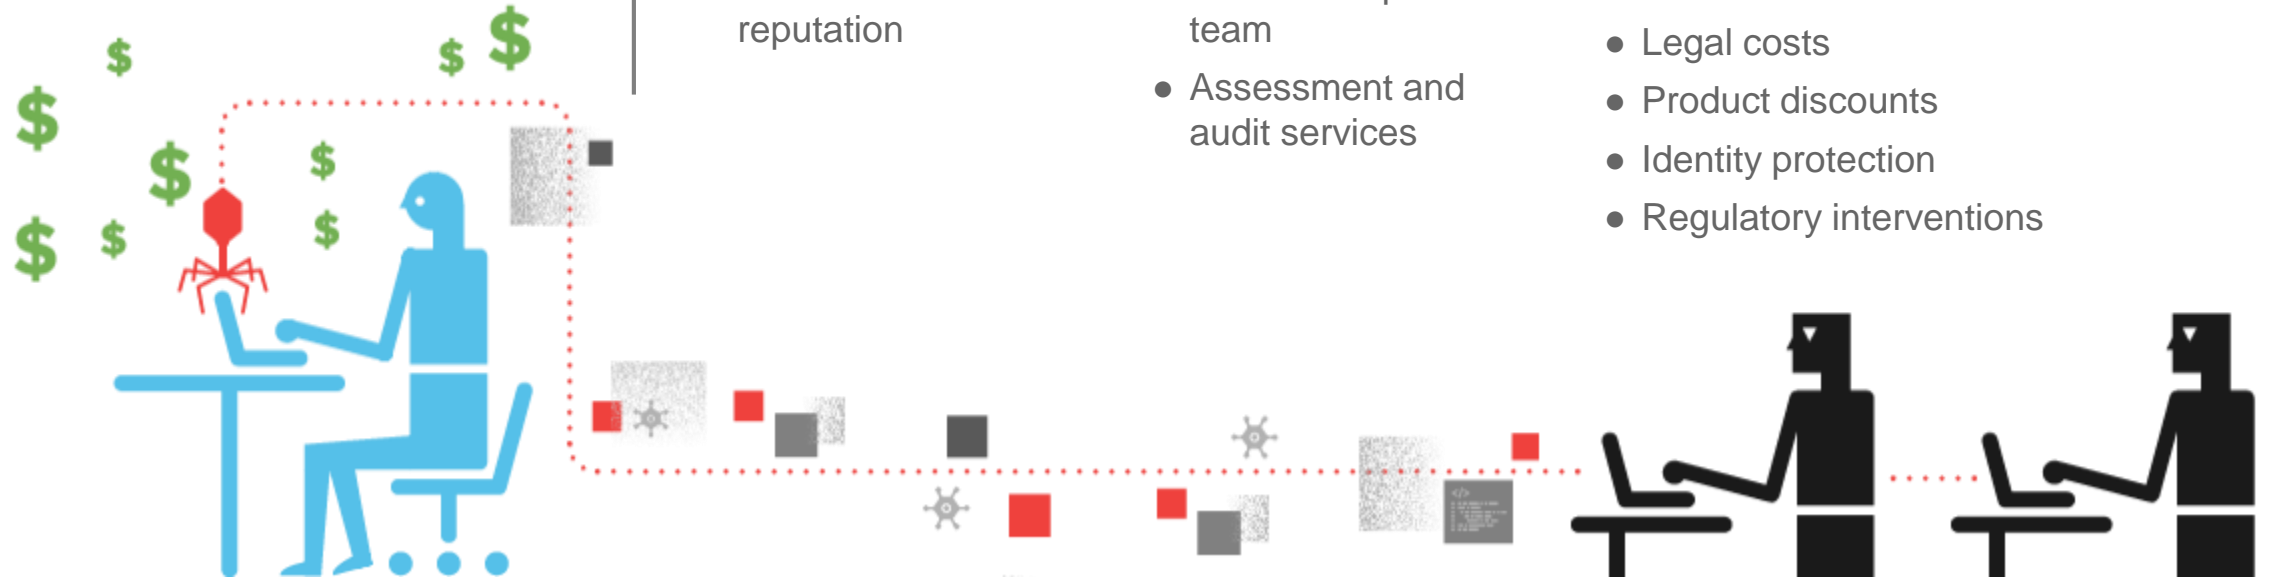 reputation
team
● Assessment and
audit services
● Legal costs
● Product discounts
● Identity protection
● Regulatory interventions
$
$
$
$
$
$
$
$
$
</>